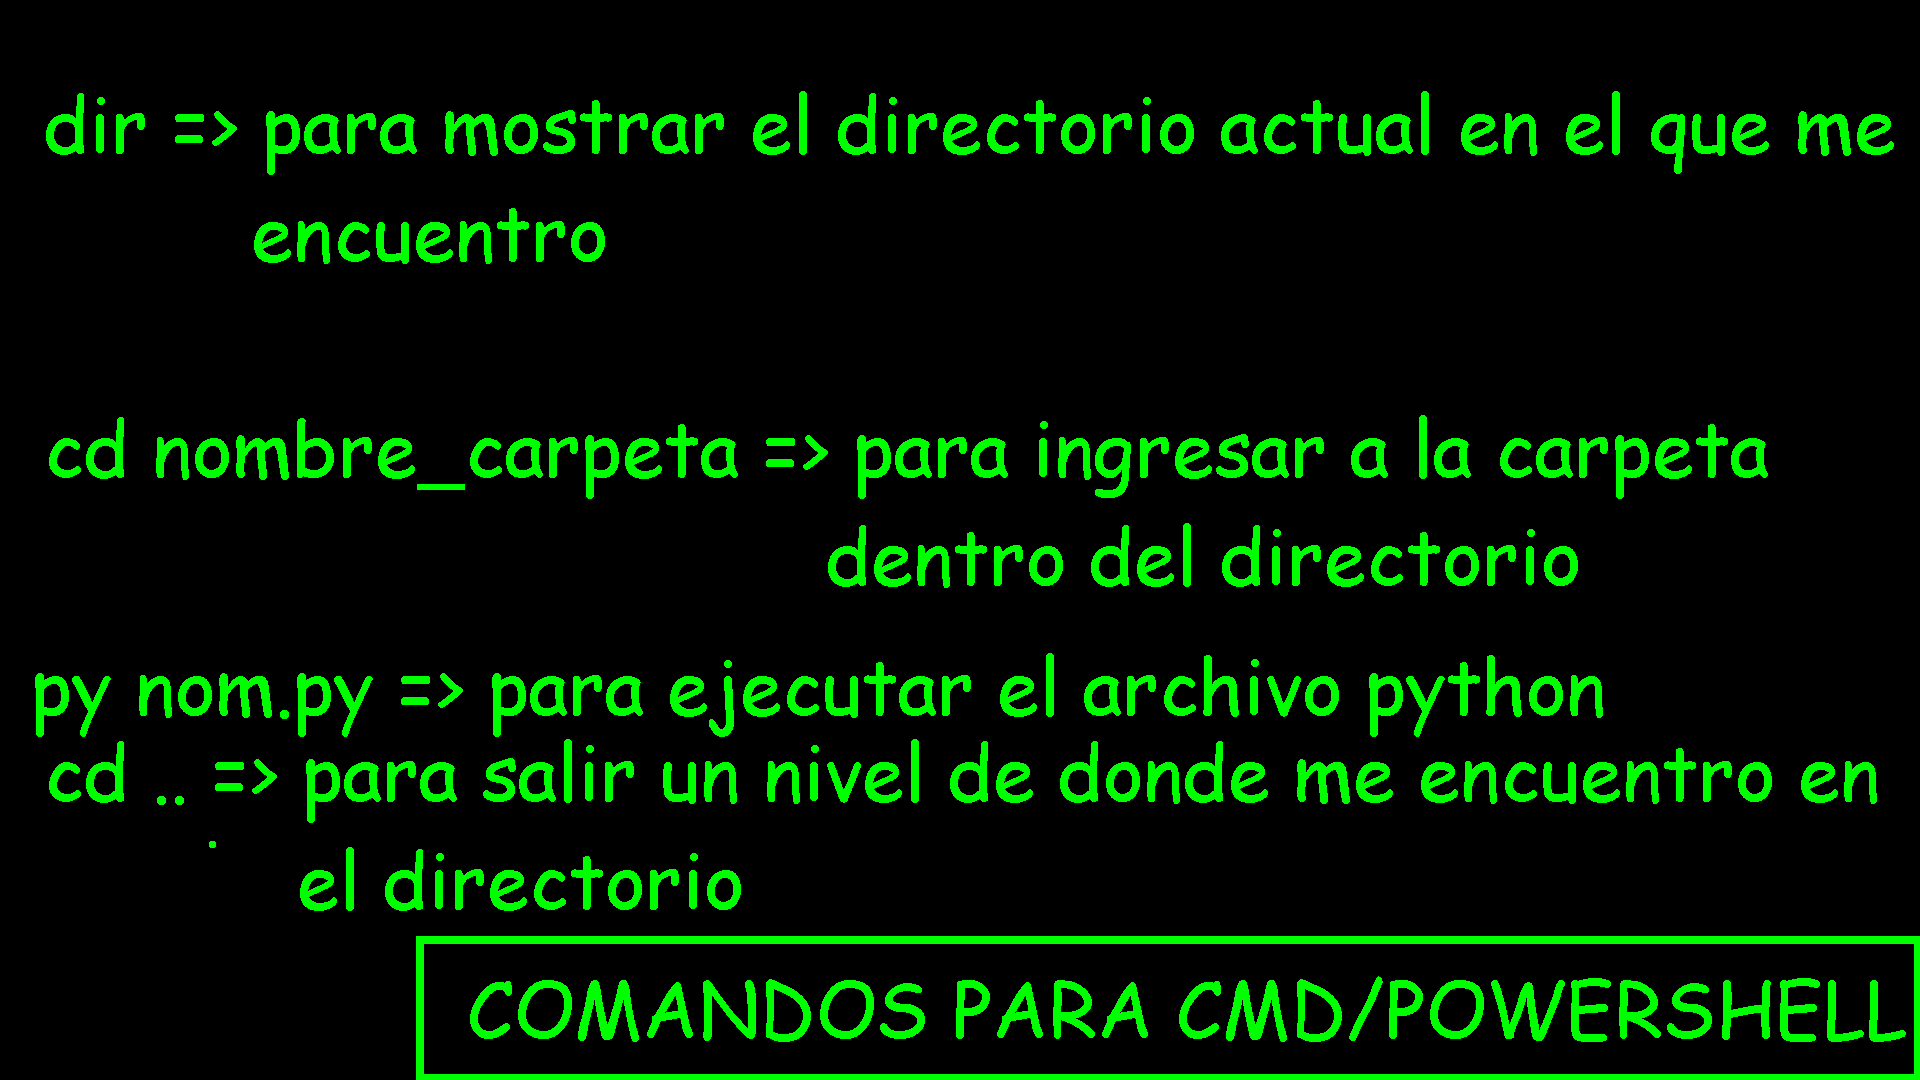 dir => para mostrar el directorio actual en el que me
encuentro
cd nombre_carpeta => para ingresar a la carpeta
dentro del directorio
py nom.py => para ejecutar el archivo python
cd .. => para salir un nivel de donde me encuentro en
.
el directorio
COMANDOS PARA CMD/POWERSHELL